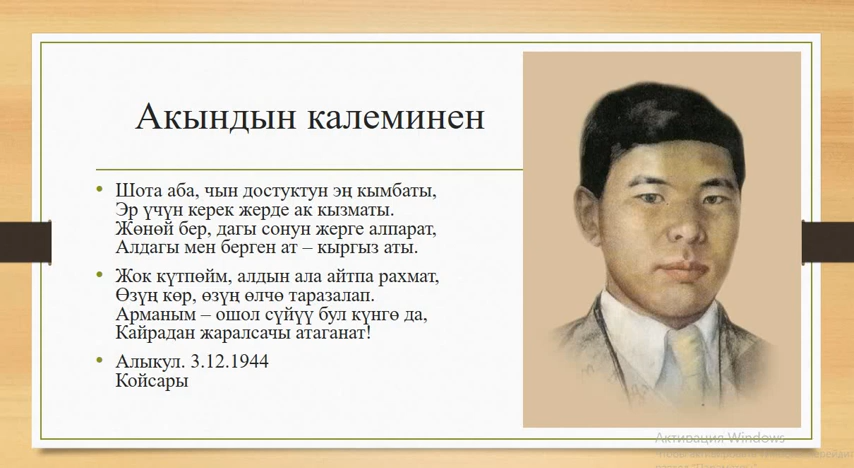 Акындын калеминен
Шота аба, чын достуктун эң кымбаты,
Эр үчүн керек жерде ак кызматы.
Жөнөй бер, дагы сонун жерге алпарат,
Алдагы мен берген ат – кыргыз аты.
Жок күтпөйм, алдын ала айтпа рахмат,
Өзүң көр, өзүң өлчө таразалап.
Арманым – ошол сүйүү бул күнгө да,
Кайрадан жаралсачы атаганат!
Алыкул. 3.12.1944
Койсары
Активация Windows